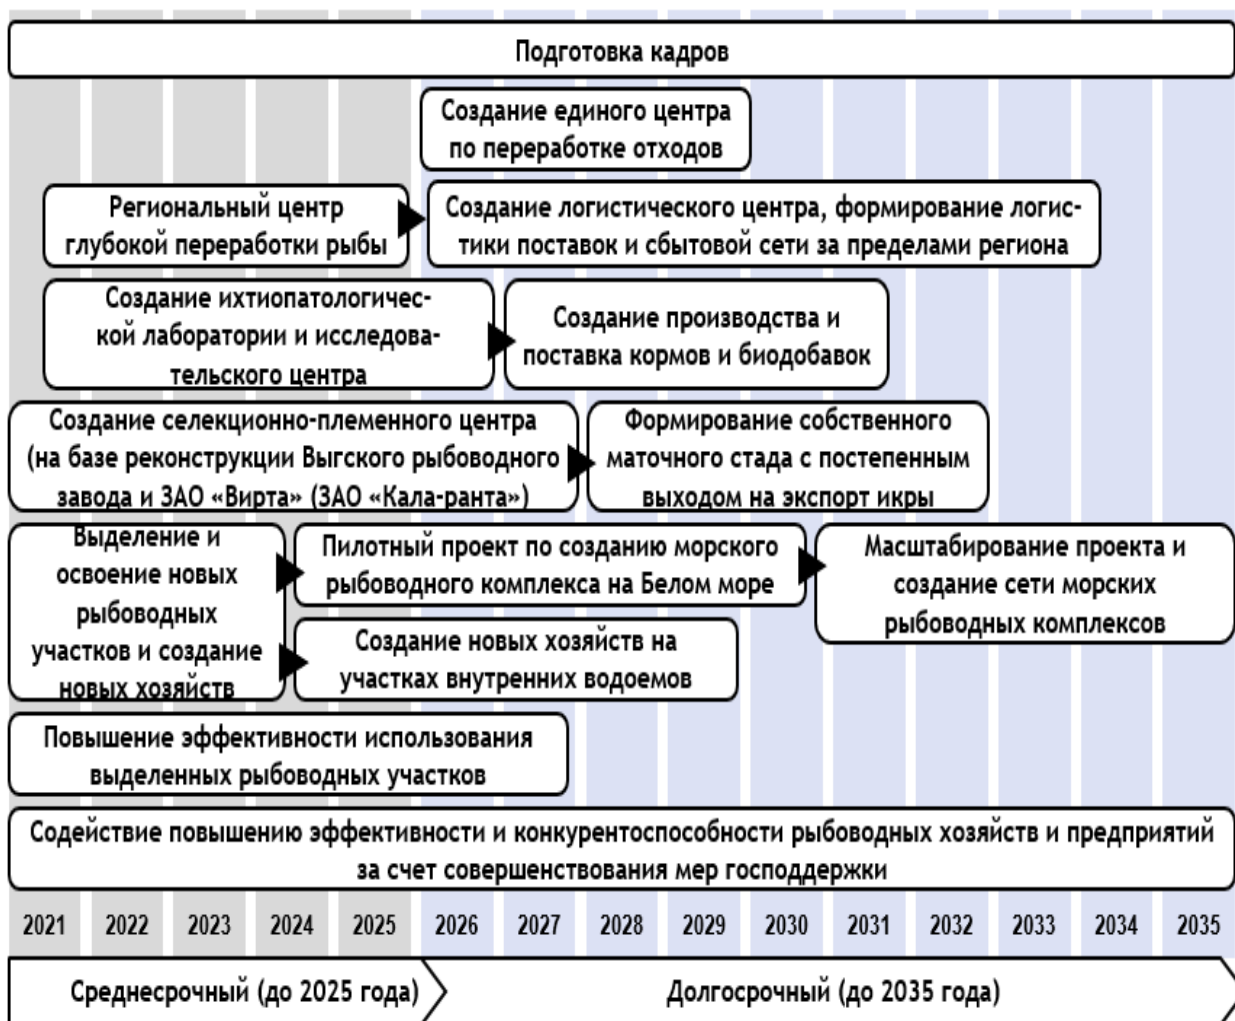 Подготовка кадров
Создание единого центра
по переработке отходов
Региональный центр
глубокой переработки рыбы
Создание логистического центра, формирование логис-
тики поставок и сбытовой сети за пределами региона
Создание ихтиопатологичес-
кой лаборатории и исследова-
тельского центра
Создание производства и
поставка кормов и биодобавок
Создание селекционно-племенного центра
(на базе реконструкции Выгского рыбоводного
завода и ЗАО «Вирта» (ЗАО «Кала-ранта»)
Формирование собственного
маточного стада с постепенным
выходом на экспорт икры
Выделение и
освоение новых
рыбоводных
участков и создание
новых хозяйств
Пилотный проект по созданию морского
рыбоводного комплекса на Белом море
Масштабирование проекта и
создание сети морских
рыбоводных комплексов
Создание новых хозяйств на
участках внутренних водоемов
Повышение эффективности использования
выделенных рыбоводных участков
Содействие повышению эффективности и конкурентоспособности рыбоводных хозяйств и предприятий
за счет совершенствования мер господдержки
2021 2022 2023 2024 2025 2026 2027 2028 2029 2030 2031 2032 2033 2034 2035
Среднесрочный (до 2025 года) Долгосрочный (до 2035 года)